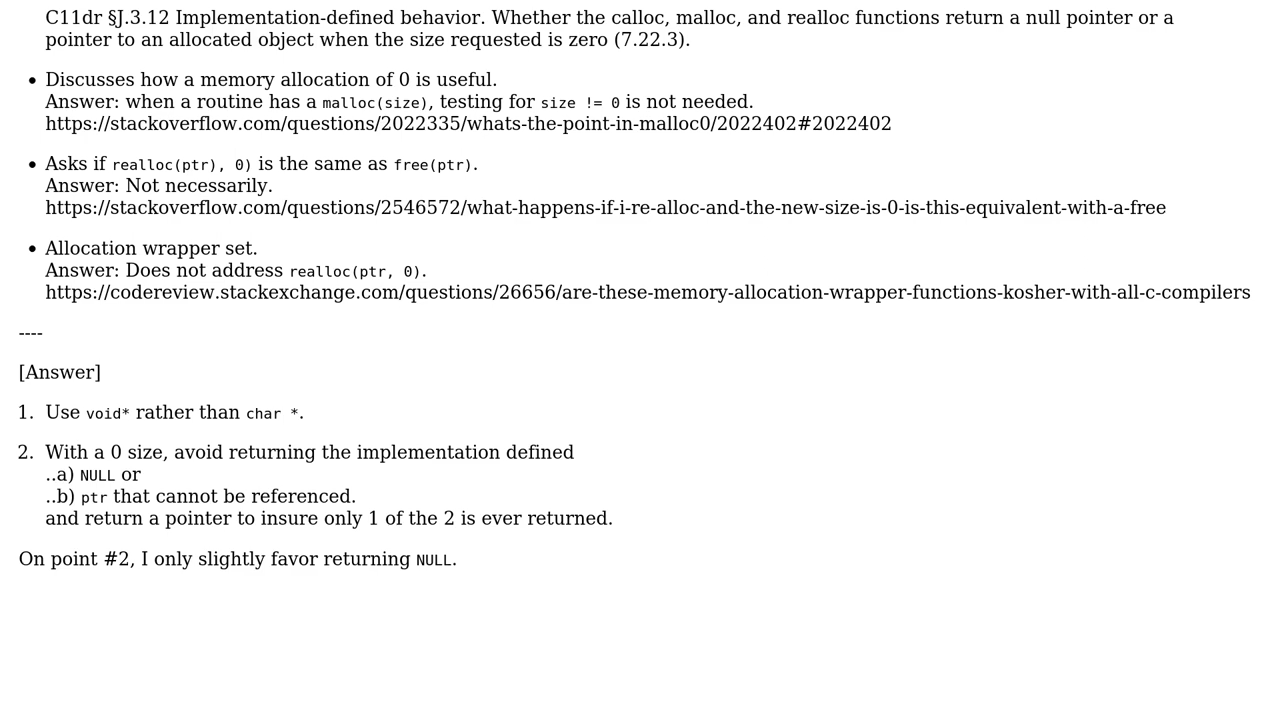 C11dr §J.3.12 Implementation-defined behavior. Whether the calloc, malloc, and realloc functions return a null pointer or a
pointer to an allocated object when the size requested is zero (7.22.3).
• Discusses how a memory allocation of 0 is useful.
Answer: when a routine has a malloc(size), testing for size != 0 is not needed.
https://stackoverflow.com/questions/2022335/whats-the-point-in-malloc0/2022402#2022402
• Asks if realloc(ptr), 0) is the same as free(ptr).
Answer: Not necessarily.
https://stackoverflow.com/questions/2546572/what-happens-if-i-re-alloc-and-the-new-size-is-0-is-this-equivalent-with-a-free
• Allocation wrapper set.
Answer: Does not address realloc(ptr, 0).
https://codereview.stackexchange.com/questions/26656/are-these-memory-allocation-wrapper-functions-kosher-with-all-c-compilers
----
[Answer]
1. Use void* rather than char *.
2. With a 0 size, avoid returning the implementation defined
..a) NULL or
..b) ptr that cannot be referenced.
and return a pointer to insure only 1 of the 2 is ever returned.
On point #2, I only slightly favor returning NULL.